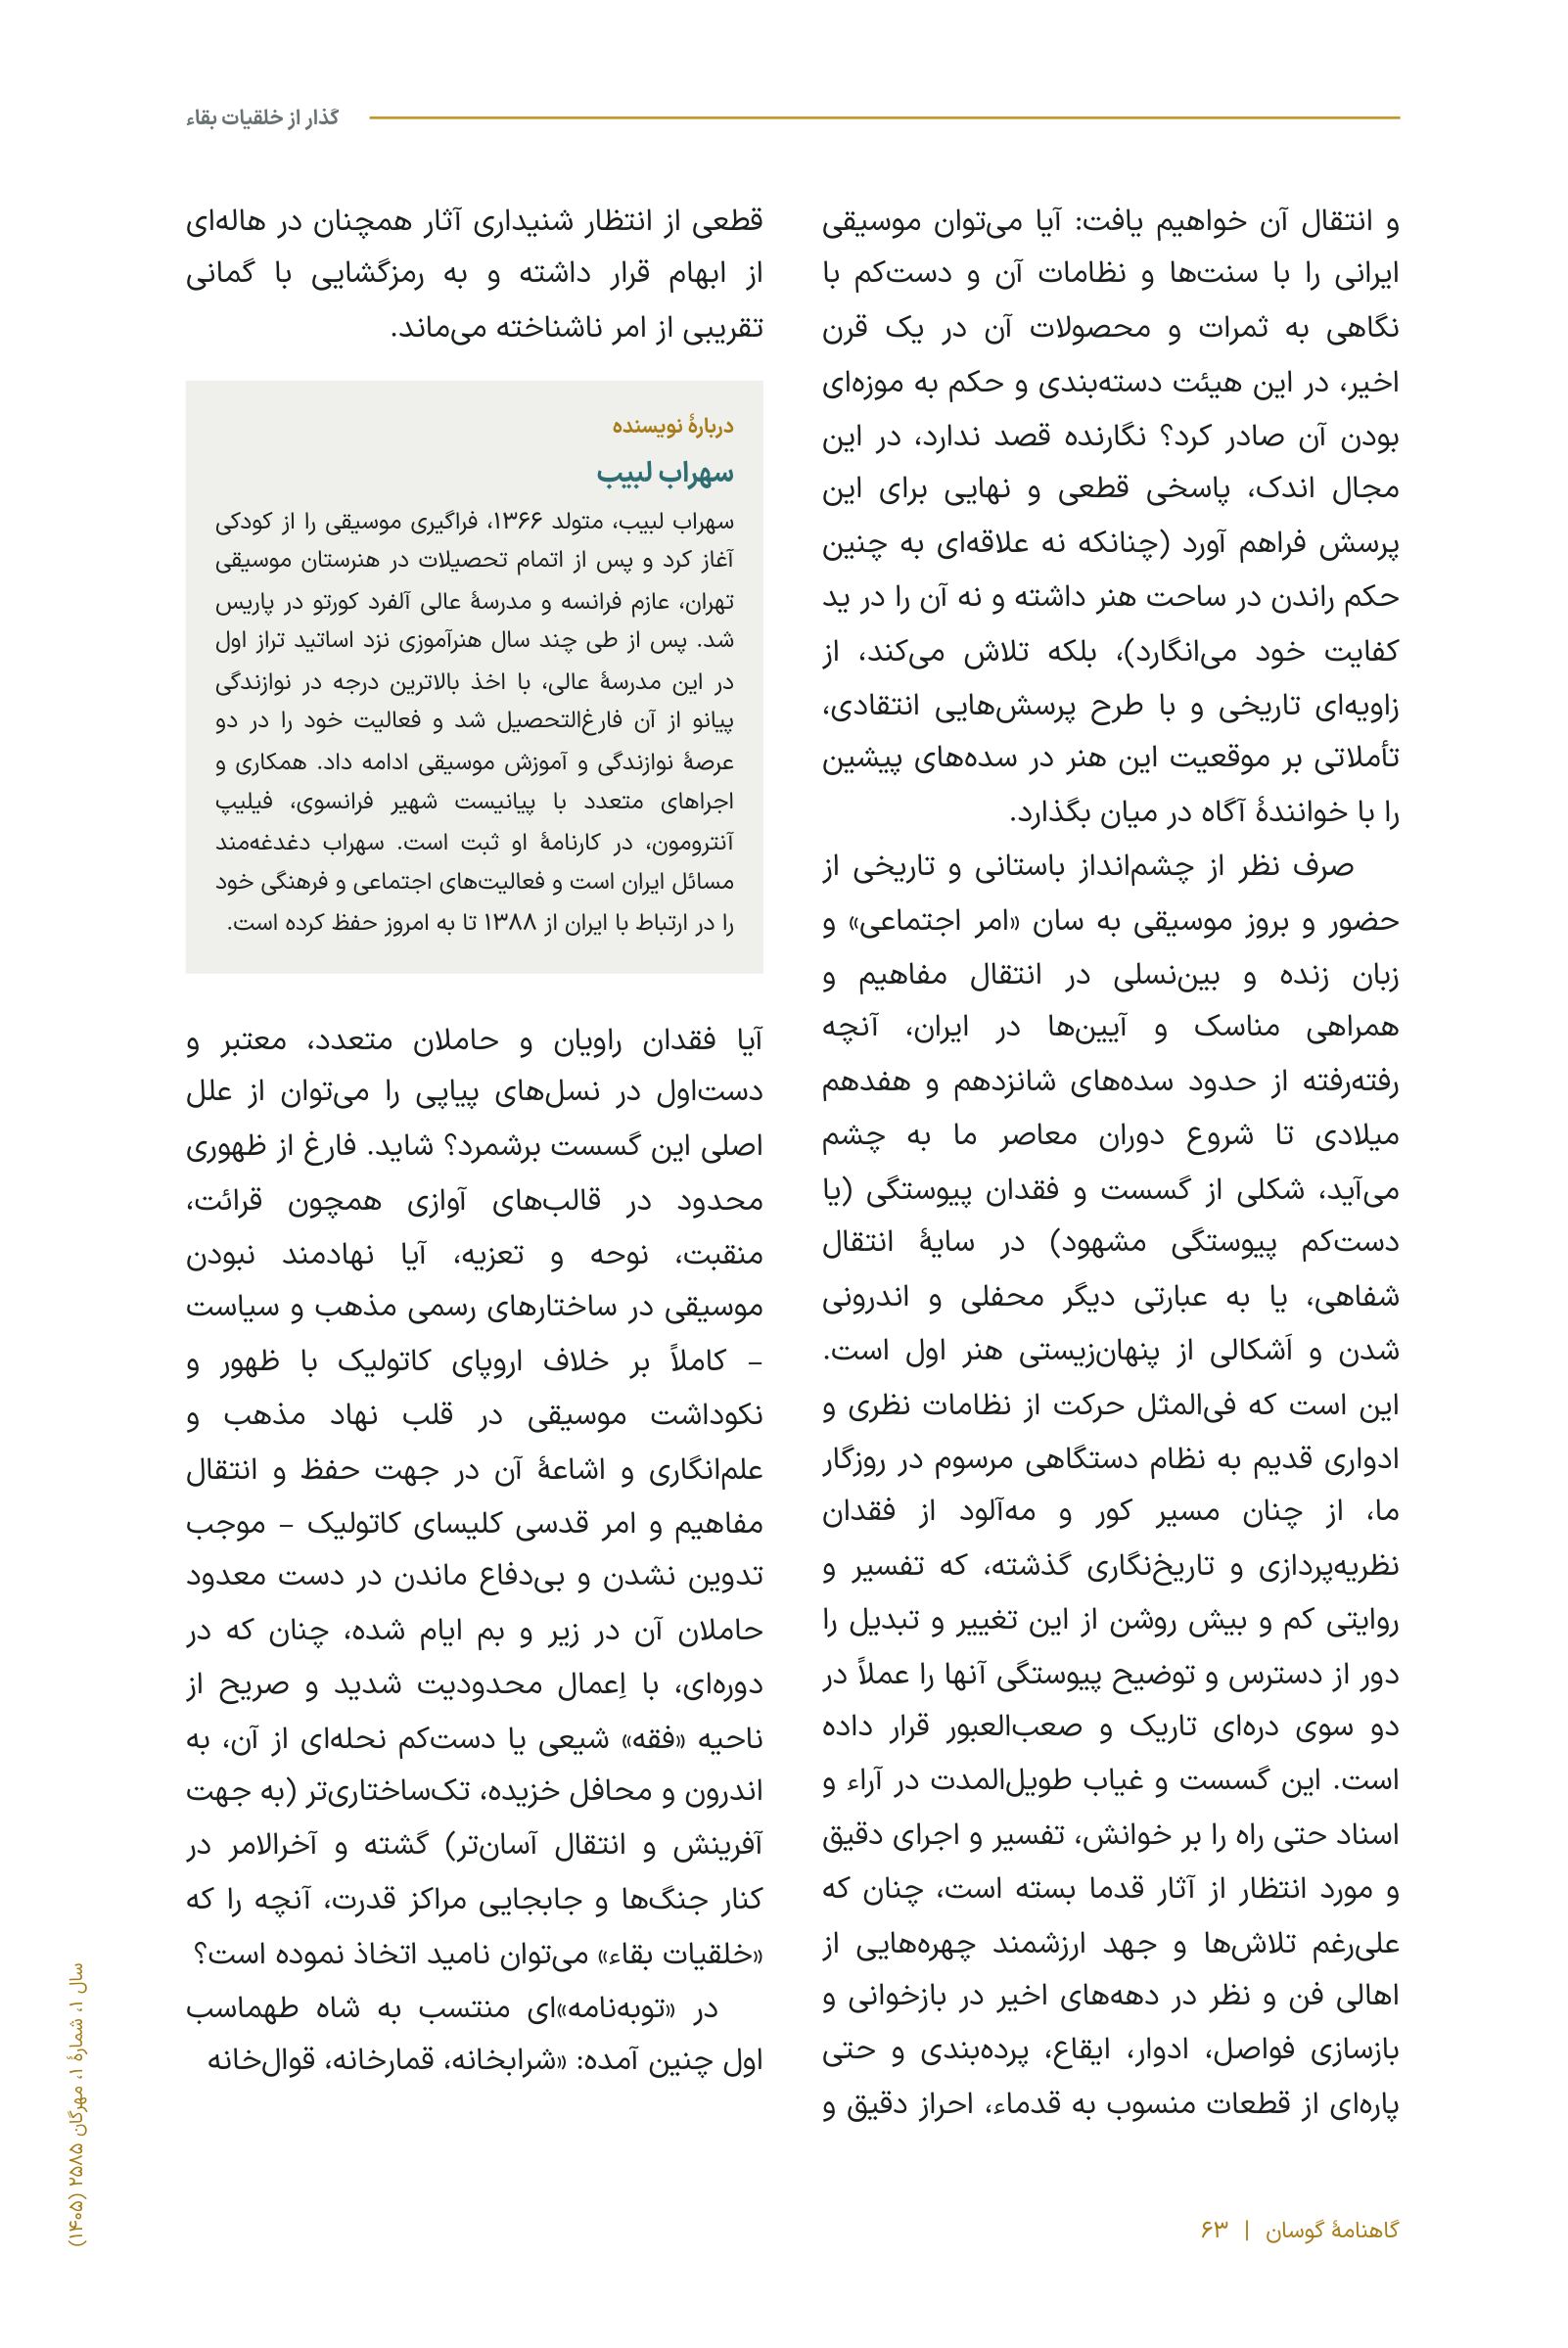 گذار از خلقیات بقاء
و انتقال آن خواهیم یافت: آیا می‌توان موسیقی
ایرانی را با سنت‌ها و نظامات آن و دست‌کم با
نگاهی به ثمرات و محصولات آن در یک قرن
اخیر، در این هیئت دسته‌بندی و حکم به موزه‌ای
بودن آن صادر کرد؟ نگارنده قصد ندارد، در این
مجال اندک، پاسخی قطعی و نهایی برای این
پرسش فراهم آورد (چنانکه نه علاقه‌ای به چنین
حکم راندن در ساحت هنر داشته و نه آن را در ید
کفایت خود می‌انگارد)، بلکه تلاش می‌کند، از
زاویه‌ای تاریخی و با طرح پرسش‌هایی انتقادی،
تأملاتی بر موقعیت این هنر در سده‌های پیشین
را با خوانندهٔ آگاه در میان بگذارد.
صرف نظر از چشم‌انداز باستانی و تاریخی از
حضور و بروز موسیقی به سان «امر اجتماعی» و
زبان زنده و بین‌نسلی در انتقال مفاهیم و
همراهی مناسک و آیین‌ها در ایران، آنچه
رفته‌رفته از حدود سده‌های شانزدهم و هفدهم
میلادی تا شروع دوران معاصر ما به چشم
می‌آید، شکلی از گسست و فقدان پیوستگی (یا
دست‌کم پیوستگی مشهود) در سایهٔ انتقال
شفاهی، یا به عبارتی دیگر محفلی و اندرونی
شدن و اَشکالی از پنهان‌زیستی هنر اول است.
این است که فی‌المثل حرکت از نظامات نظری و
ادواری قدیم به نظام دستگاهی مرسوم در روزگار
ما، از چنان مسیر کور و مه‌آلود از فقدان
نظریه‌پردازی و تاریخ‌نگاری گذشته، که تفسیر و
روایتی کم و بیش روشن از این تغییر و تبدیل را
دور از دسترس و توضیح پیوستگی آنها را عملاً در
دو سوی دره‌ای تاریک و صعب‌العبور قرار داده
است. این گسست و غیاب طویل‌المدت در آراء و
اسناد حتی راه را بر خوانش، تفسیر و اجرای دقیق
و مورد انتظار از آثار قدما بسته است، چنان که
علی‌رغم تلاش‌ها و جهد ارزشمند چهره‌هایی از
اهالی فن و نظر در دهه‌های اخیر در بازخوانی و
بازسازی فواصل، ادوار، ایقاع، پرده‌بندی و حتی
پاره‌ای از قطعات منسوب به قدماء، احراز دقیق و
قطعی از انتظار شنیداری آثار همچنان در هاله‌ای
از ابهام قرار داشته و به رمزگشایی با گمانی
تقریبی از امر ناشناخته می‌ماند.
دربارهٔ نویسنده
سهراب لبیب
سهراب لبیب، متولد ۱۳۶۶، فراگیری موسیقی را از کودکی
آغاز کرد و پس از اتمام تحصیلات در هنرستان موسیقی
تهران، عازم فرانسه و مدرسهٔ عالی آلفرد کورتو در پاریس
شد. پس از طی چند سال هنرآموزی نزد اساتید تراز اول
در این مدرسهٔ عالی، با اخذ بالاترین درجه در نوازندگی
پیانو از آن فارغ‌التحصیل شد و فعالیت خود را در دو
عرصهٔ نوازندگی و آموزش موسیقی ادامه داد. همکاری و
اجراهای متعدد با پیانیست شهیر فرانسوی، فیلیپ
آنترومون، در کارنامهٔ او ثبت است. سهراب دغدغه‌مند
مسائل ایران است و فعالیت‌های اجتماعی و فرهنگی خود
را در ارتباط با ایران از ۱۳۸۸ تا به امروز حفظ کرده است.
آیا فقدان راویان و حاملان متعدد، معتبر و
دست‌اول در نسل‌های پیاپی را می‌توان از علل
اصلی این گسست برشمرد؟ شاید. فارغ از ظهوری
محدود در قالب‌های آوازی همچون قرائت،
منقبت، نوحه و تعزیه، آیا نهادمند نبودن
موسیقی در ساختارهای رسمی مذهب و سیاست
– کاملاً بر خلاف اروپای کاتولیک با ظهور و
نکوداشت موسیقی در قلب نهاد مذهب و
علم‌انگاری و اشاعهٔ آن در جهت حفظ و انتقال
مفاهیم و امر قدسی کلیسای کاتولیک – موجب
تدوین نشدن و بی‌دفاع ماندن در دست معدود
حاملان آن در زیر و بم ایام شده، چنان که در
دوره‌ای، با اِعمال محدودیت شدید و صریح از
ناحیه «فقه» شیعی یا دست‌کم نحله‌ای از آن، به
اندرون و محافل خزیده، تک‌ساختاری‌تر (به جهت
آفرینش و انتقال آسان‌تر) گشته و آخرالامر در
کنار جنگ‌ها و جابجایی مراکز قدرت، آنچه را که
«خلقیات بقاء» می‌توان نامید اتخاذ نموده است؟
در «توبه‌نامه»‌ای منتسب به شاه طهماسب
اول چنین آمده: «شرابخانه، قمارخانه، قوال‌خانه
سال ۱، شمارهٔ ۱، مهرگان ۲۵۸۵ (۱۴۰۵)
گاهنامهٔ گوسان | ۶۳